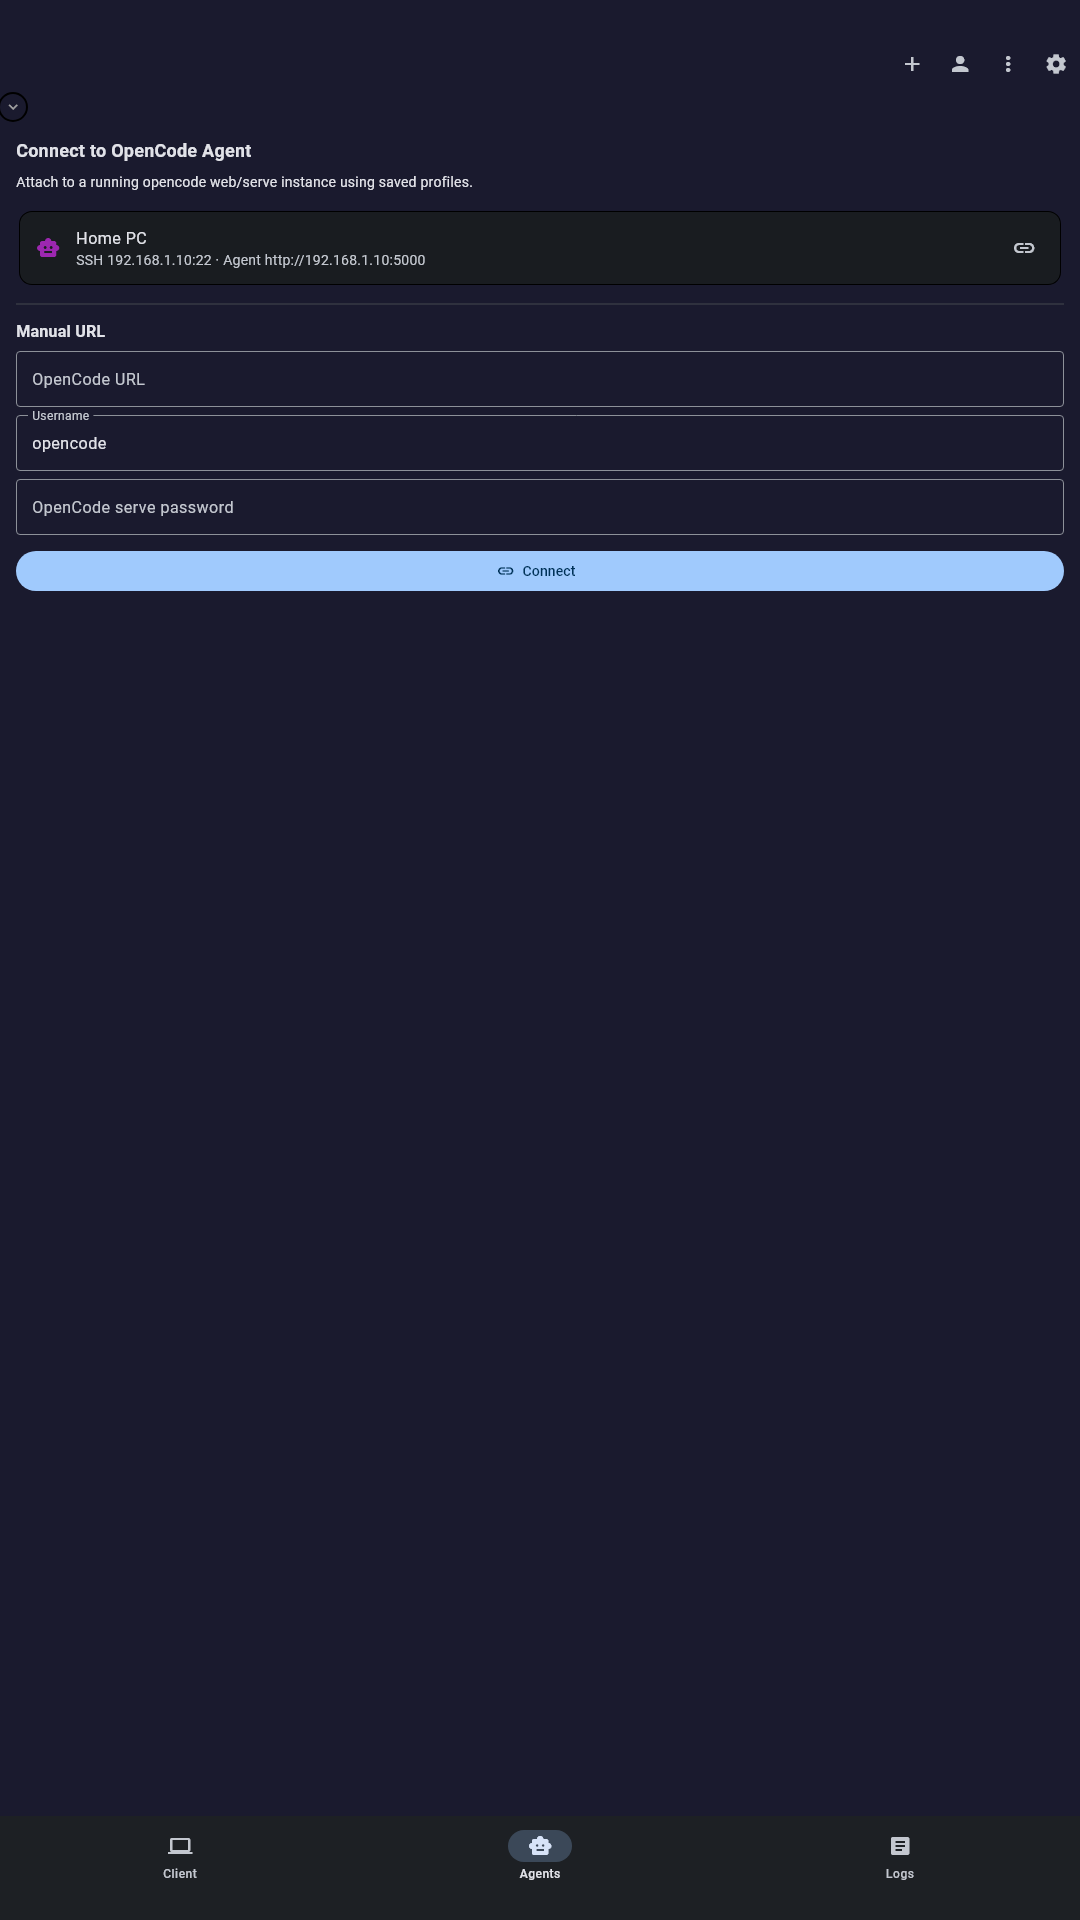 Connect to OpenCode Agent
Attach to a running opencode web/serve instance using saved profiles.
Home PC
SSH 192.168.1.10:22 · Agent http://192.168.1.10:5000
Manual URL
OpenCode URL
Username
opencode
OpenCode serve password
Connect
Client
Agents
Logs